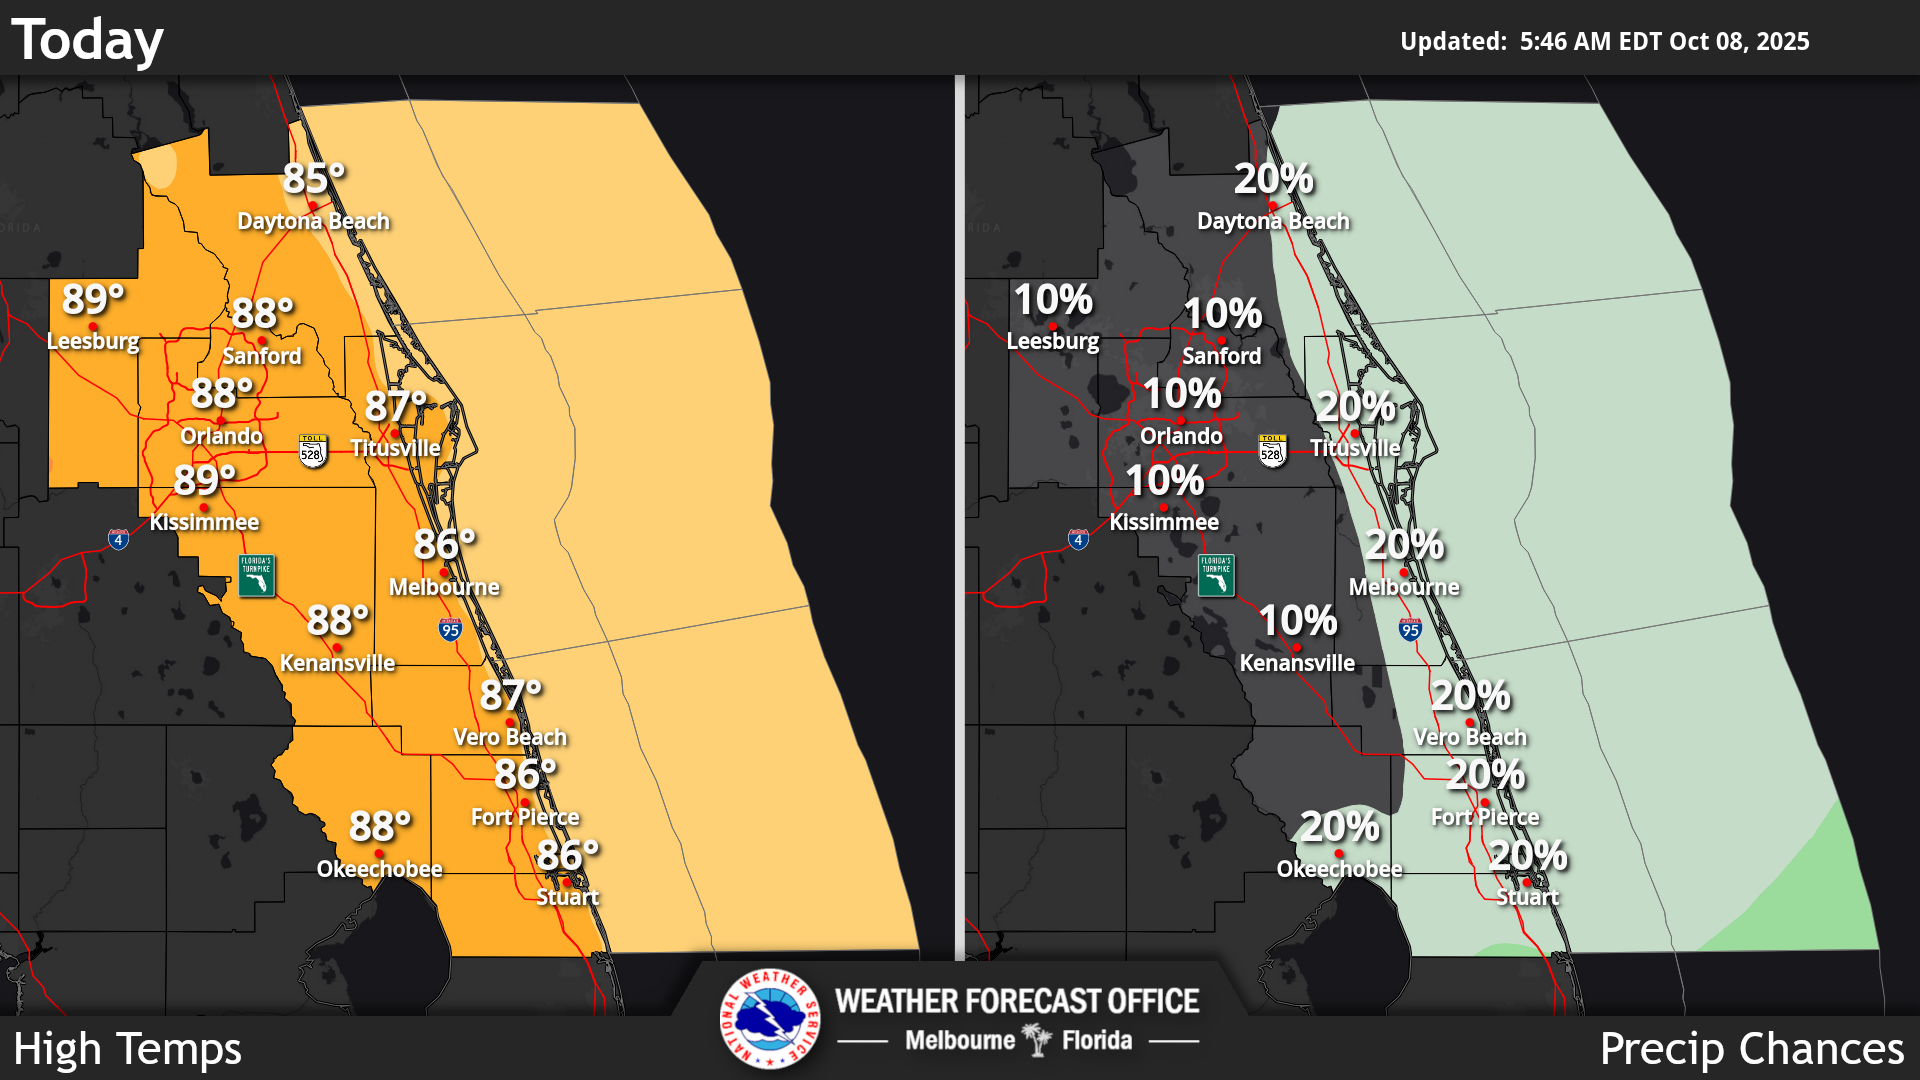 Today
Updated: 5:46 AM EDT Oct 08, 2025
85°
Daytona Beach
89°
Leesburg
88°
Sanford
88°
Orlando
87°
Titusville
TOLL
528
89°
Kissimmee
4
86°
Melbourne
FLORIDA'S
TURNPIKE
88°
Kenansville
95
87°
Vero Beach
86°
Fort Pierce
88°
Okeechobee
86°
Stuart
20%
Daytona Beach
10%
Leesburg
10%
Sanford
10%
Orlando
20%
Titusville
TOLL
528
10%
Kissimmee
4
20%
Melbourne
FLORIDA'S
TURNPIKE
10%
Kenansville
95
20%
Vero Beach
20%
Fort Pierce
20%
Okeechobee
20%
Stuart
NATIONAL WEATHER SERVICE
WEATHER FORECAST OFFICE
Melbourne Florida
High Temps
Precip Chances